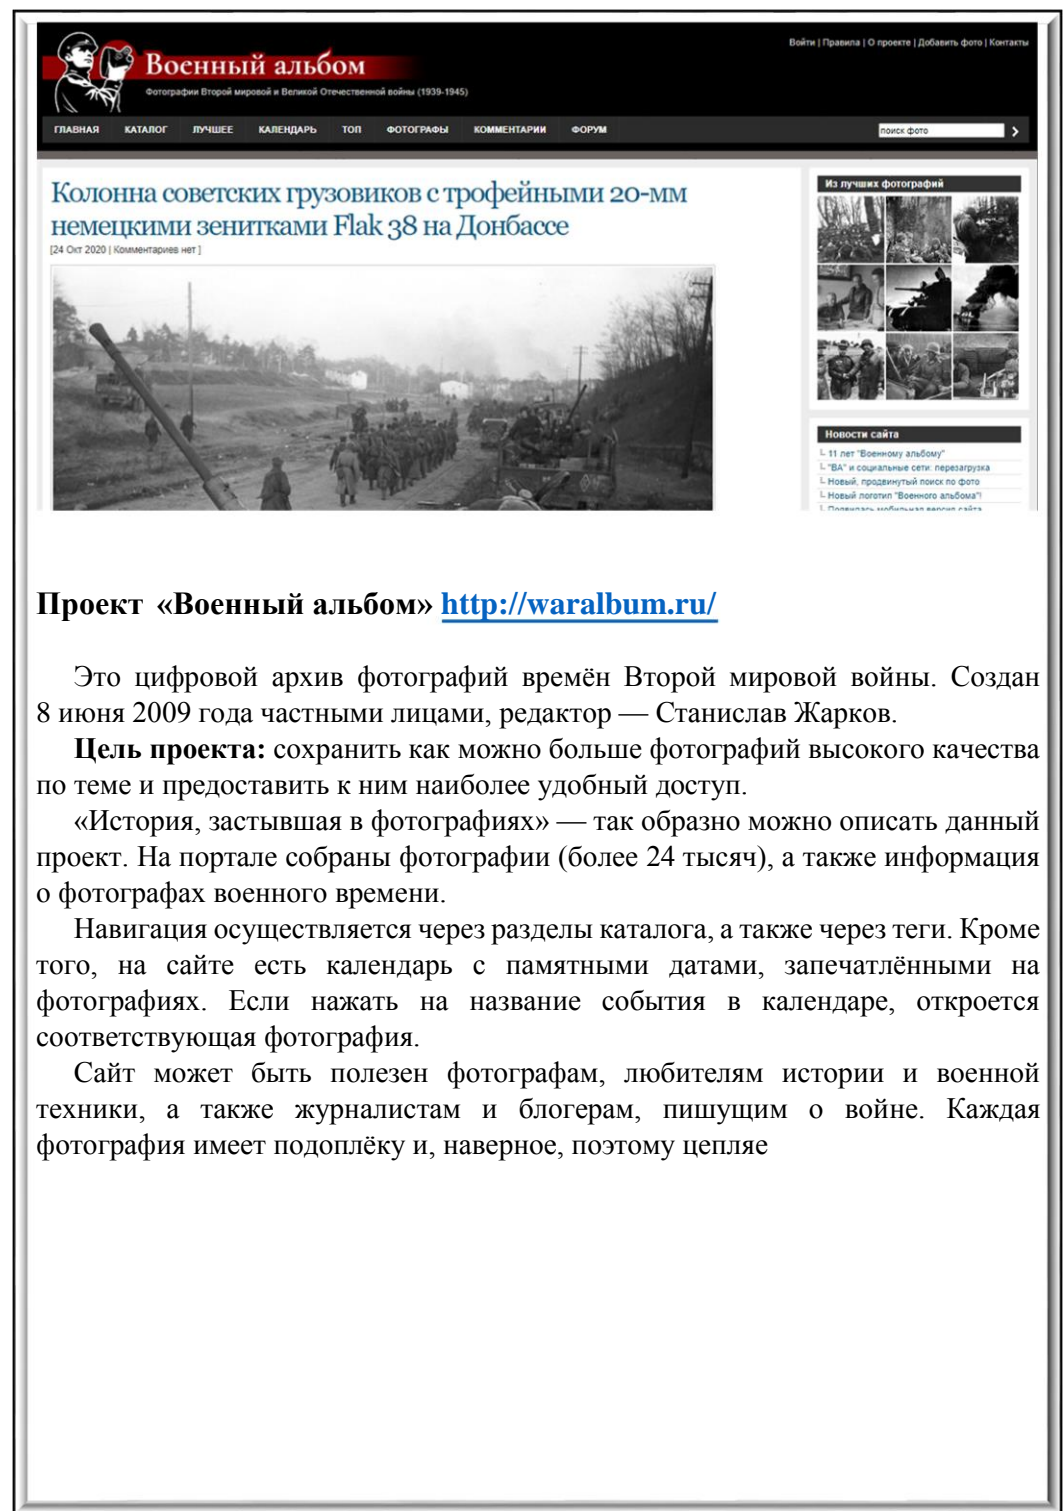 Войти | Правила | О проекте | Добавить фото | Контакты
Военный альбом
Фотографии Второй мировой и Великой Отечественной войны (1939-1945)
ГЛАВНАЯ КАТАЛОГ ЛУЧШЕЕ КАЛЕНДАРЬ ТОП ФОТОГРАФЫ КОММЕНТАРИИ ФОРУМ
поиск фото
Колонна советских грузовиков с трофейными 20-мм
немецкими зенитками Flak 38 на Донбассе
[24 Окт 2020 | Комментариев нет ]
Из лучших фотографий
Новости сайта
11 лет "Военному альбому"
"ВА" и социальные сети: перезагрузка
Новый, продвинутый поиск по фото
Новый логотип "Военного альбома"!
Появилась мобильная версия сайта
Проект «Военный альбом» http://waralbum.ru/
Это цифровой архив фотографий времён Второй мировой войны. Создан
8 июня 2009 года частными лицами, редактор — Станислав Жарков.
Цель проекта: сохранить как можно больше фотографий высокого качества
по теме и предоставить к ним наиболее удобный доступ.
«История, застывшая в фотографиях» — так образно можно описать данный
проект. На портале собраны фотографии (более 24 тысяч), а также информация
о фотографах военного времени.
Навигация осуществляется через разделы каталога, а также через теги. Кроме
того, на сайте есть календарь с памятными датами, запечатлёнными на
фотографиях. Если нажать на название события в календаре, откроется
соответствующая фотография.
Сайт может быть полезен фотографам, любителям истории и военной
техники, а также журналистам и блогерам, пишущим о войне. Каждая
фотография имеет подоплёку и, наверное, поэтому цепляе